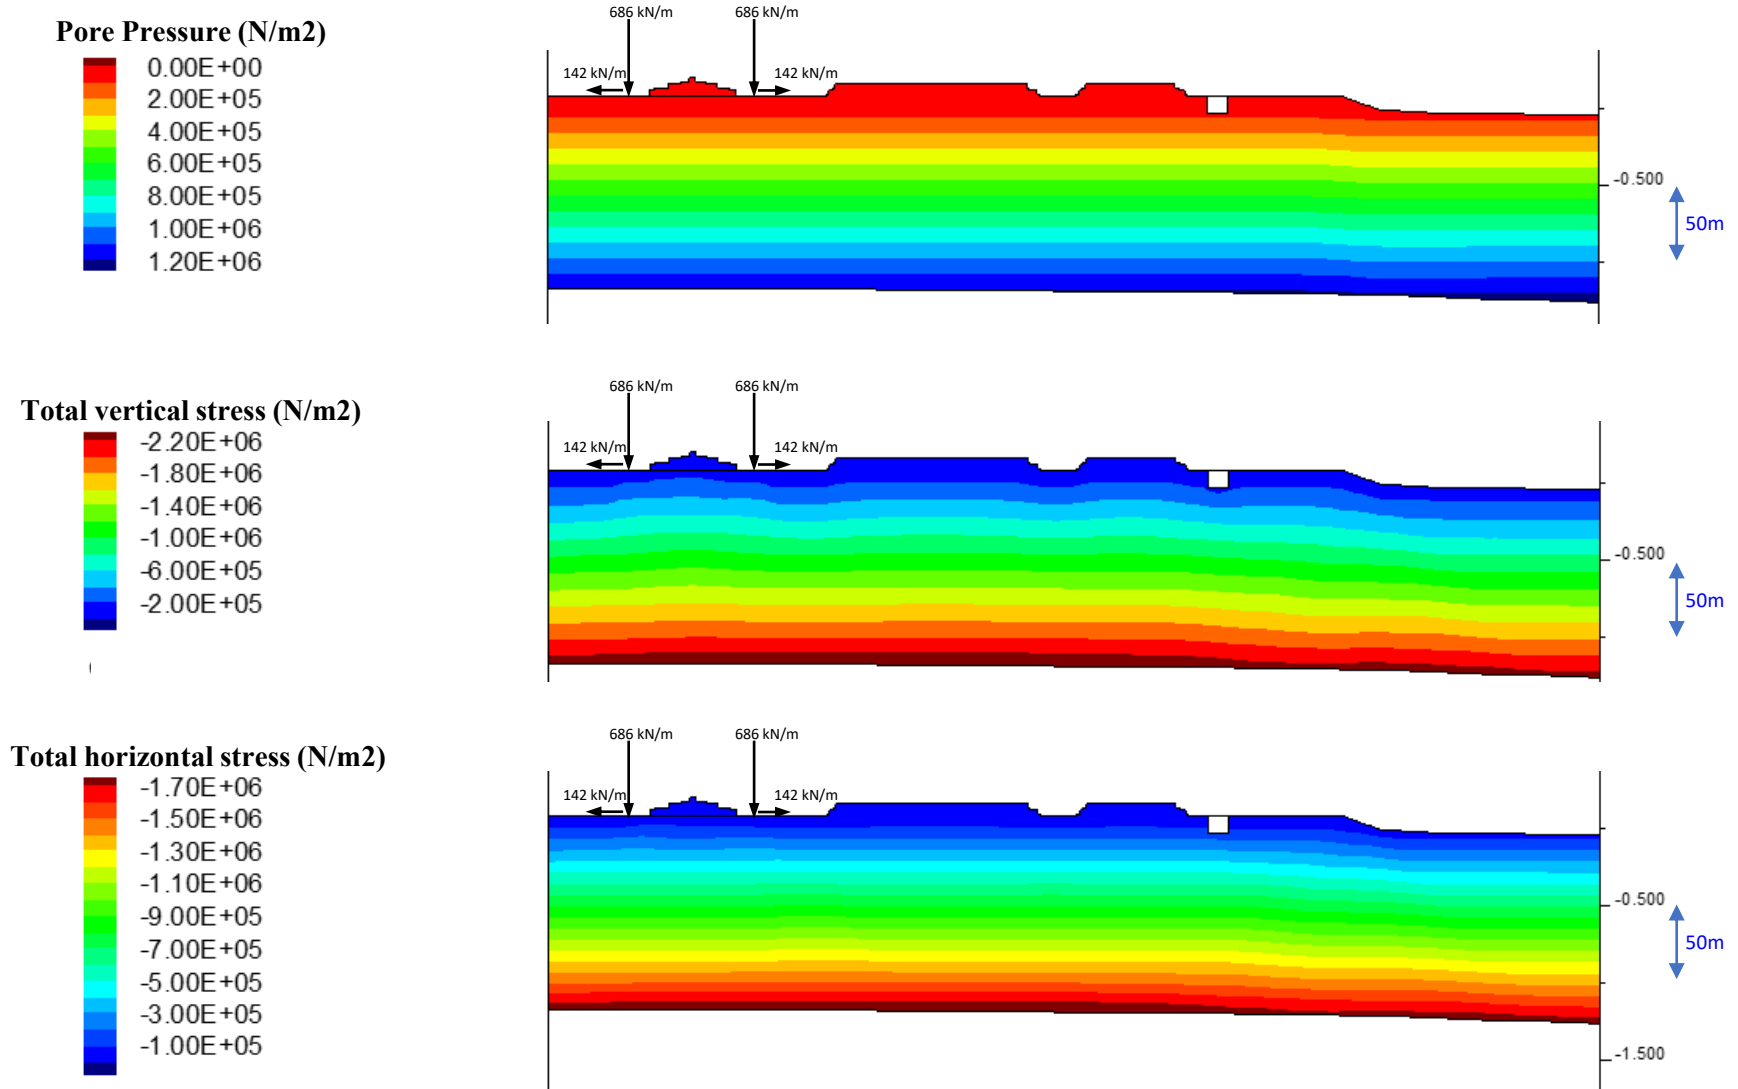 Pore Pressure (N/m2)
0.00E+00
2.00E+05
4.00E+05
6.00E+05
8.00E+05
1.00E+06
1.20E+06
686 kN/m
686 kN/m
142 kN/m
142 kN/m
-0.500
50m
Total vertical stress (N/m2)
-2.20E+06
-1.80E+06
-1.40E+06
-1.00E+06
-6.00E+05
-2.00E+05
686 kN/m
686 kN/m
142 kN/m
142 kN/m
-0.500
50m
Total horizontal stress (N/m2)
-1.70E+06
-1.50E+06
-1.30E+06
-1.10E+06
-9.00E+05
-7.00E+05
-5.00E+05
-3.00E+05
-1.00E+05
686 kN/m
686 kN/m
142 kN/m
142 kN/m
-0.500
50m
-1.500